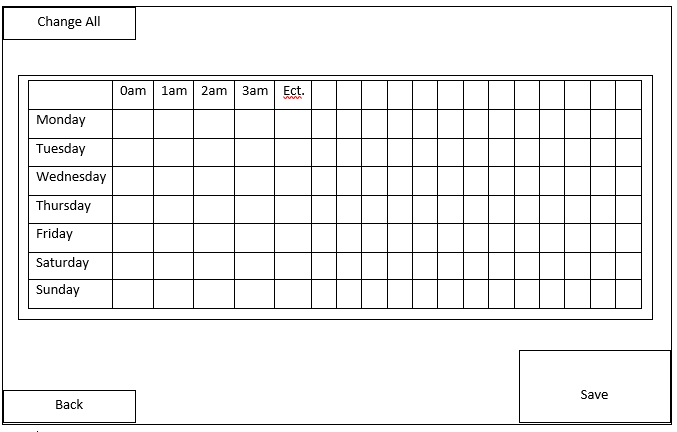 Change All
0am 1am 2am 3am Ect.
Monday
Tuesday
Wednesday
Thursday
Friday
Saturday
Sunday
Save
Back